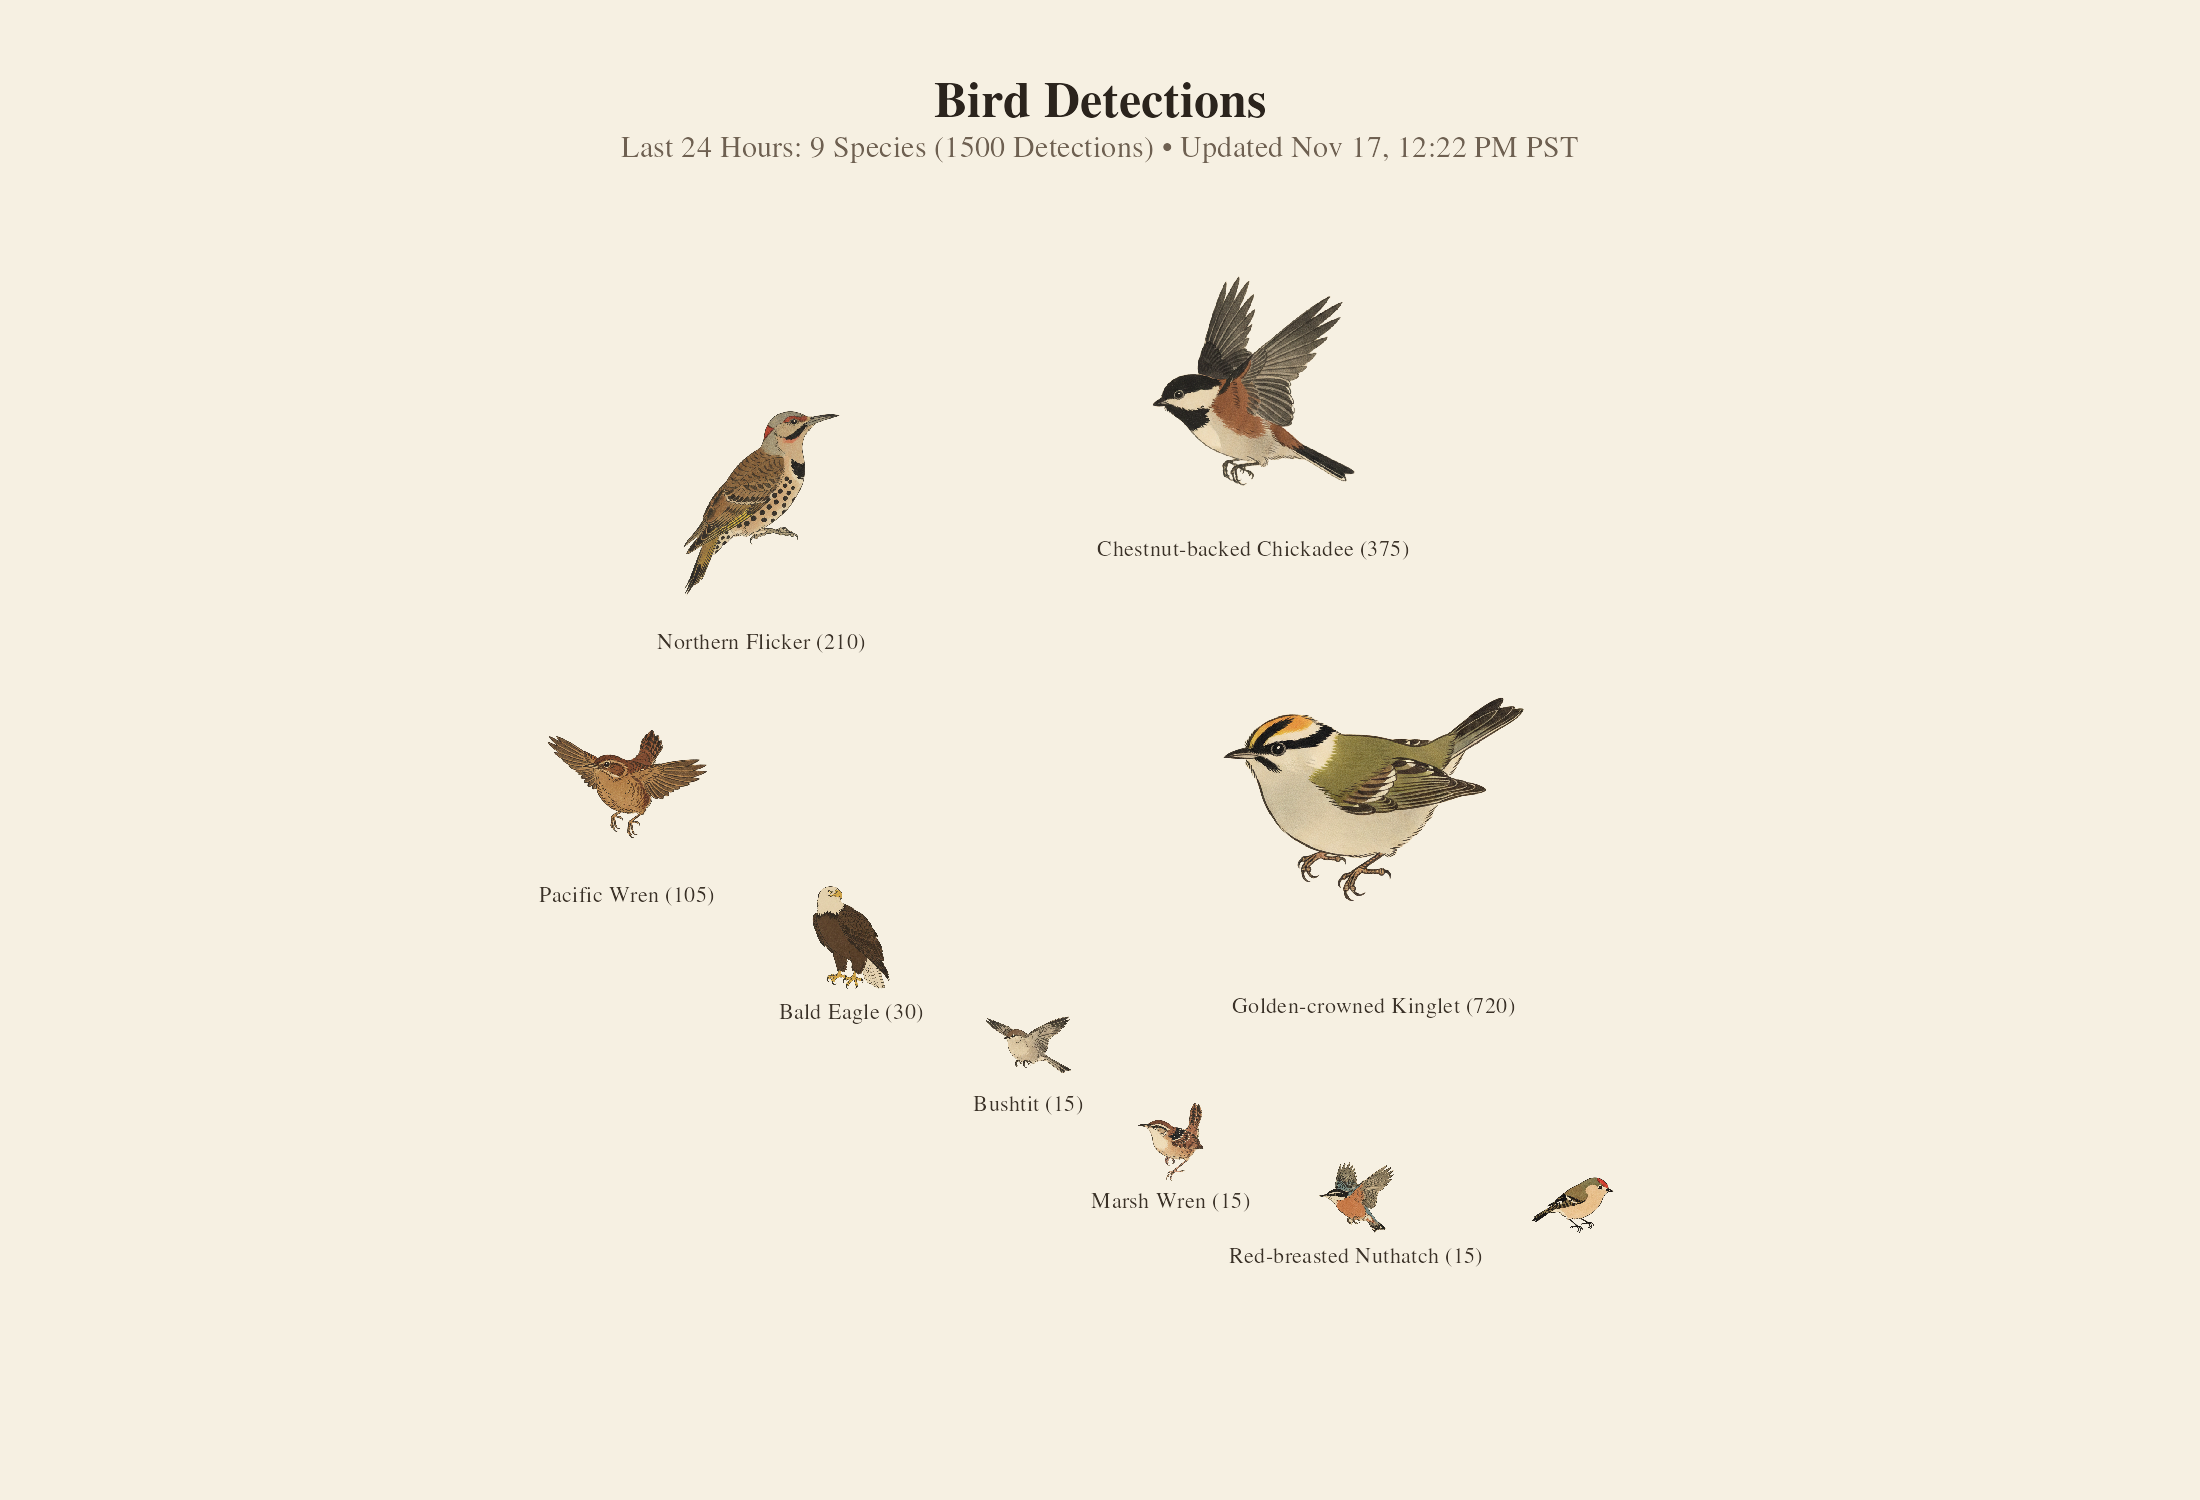 Bird Detections
Last 24 Hours: 9 Species (1500 Detections) • Updated Nov 17, 12:22 PM PST
Chestnut-backed Chickadee (375)
Northern Flicker (210)
Pacific Wren (105)
Golden-crowned Kinglet (720)
Bald Eagle (30)
Bushtit (15)
Marsh Wren (15)
Red-breasted Nuthatch (15)